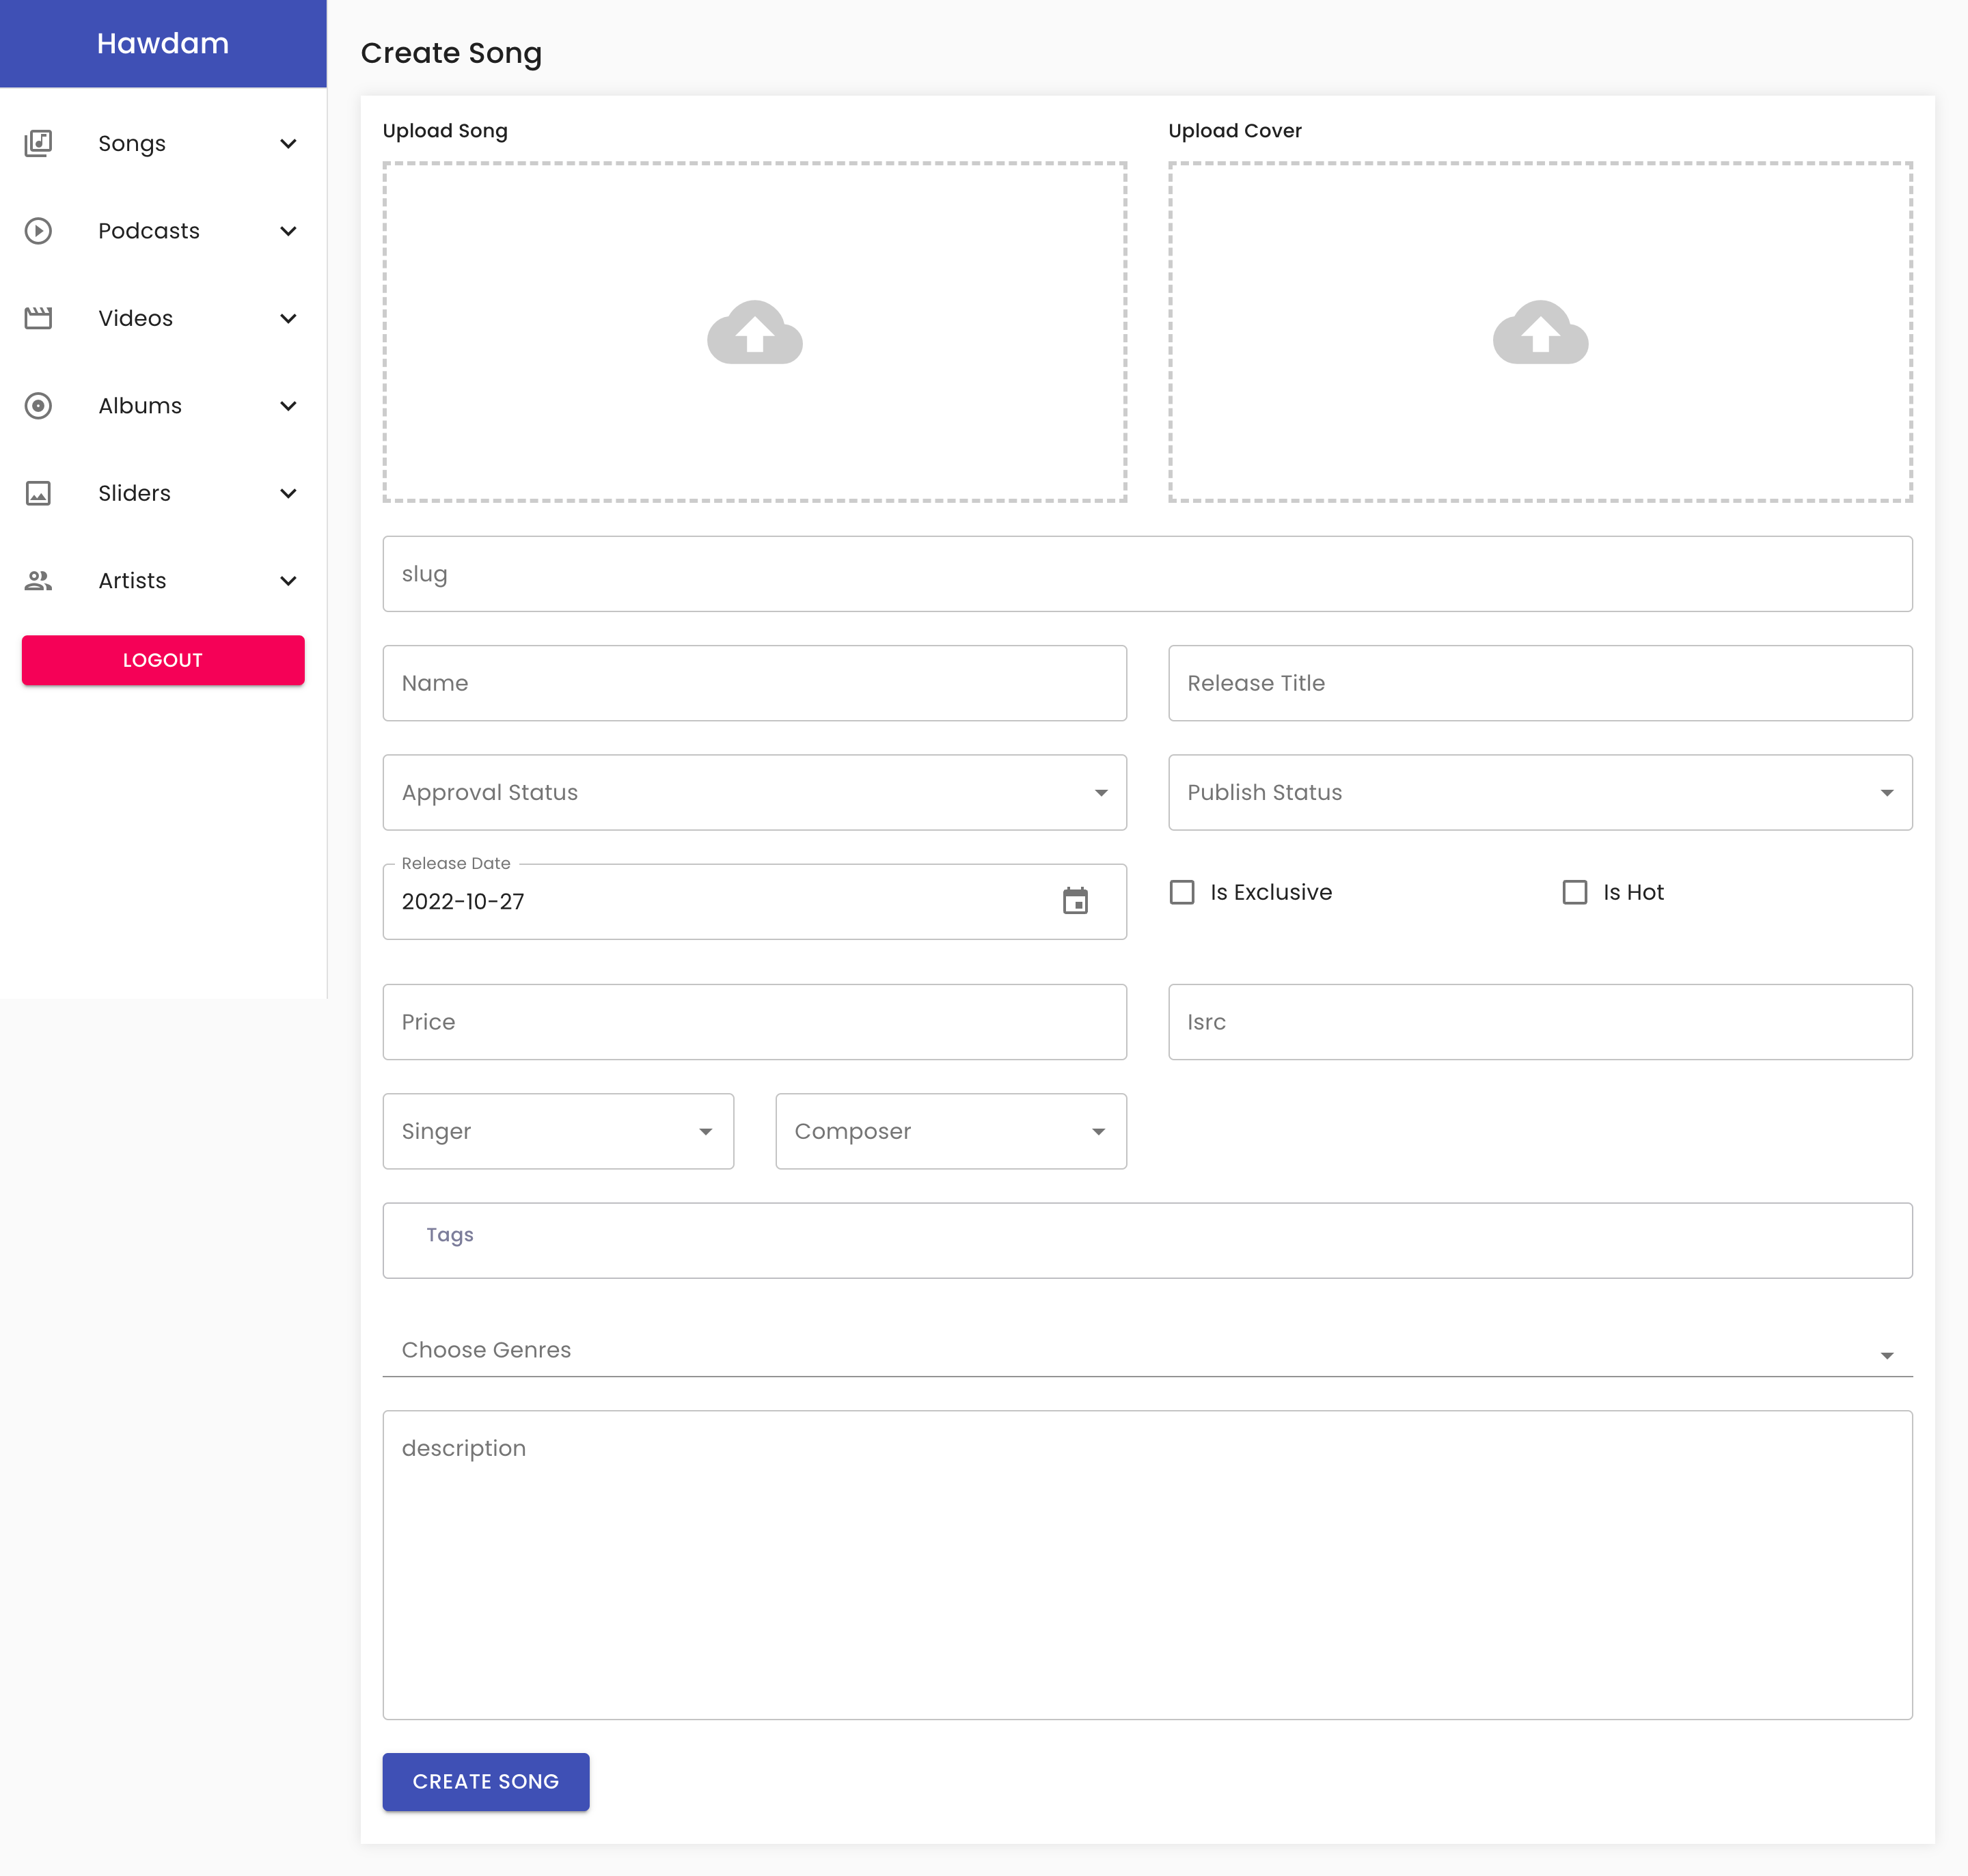 Hawdam
Songs
Podcasts
Videos
Albums
Sliders
Artists
LOGOUT
Create Song
Upload Song
Upload Cover
slug
Name
Release Title
Approval Status
Publish Status
Release Date
2022-10-27
Is Exclusive
Is Hot
Price
Isrc
Singer
Composer
Tags
Choose Genres
description
CREATE SONG